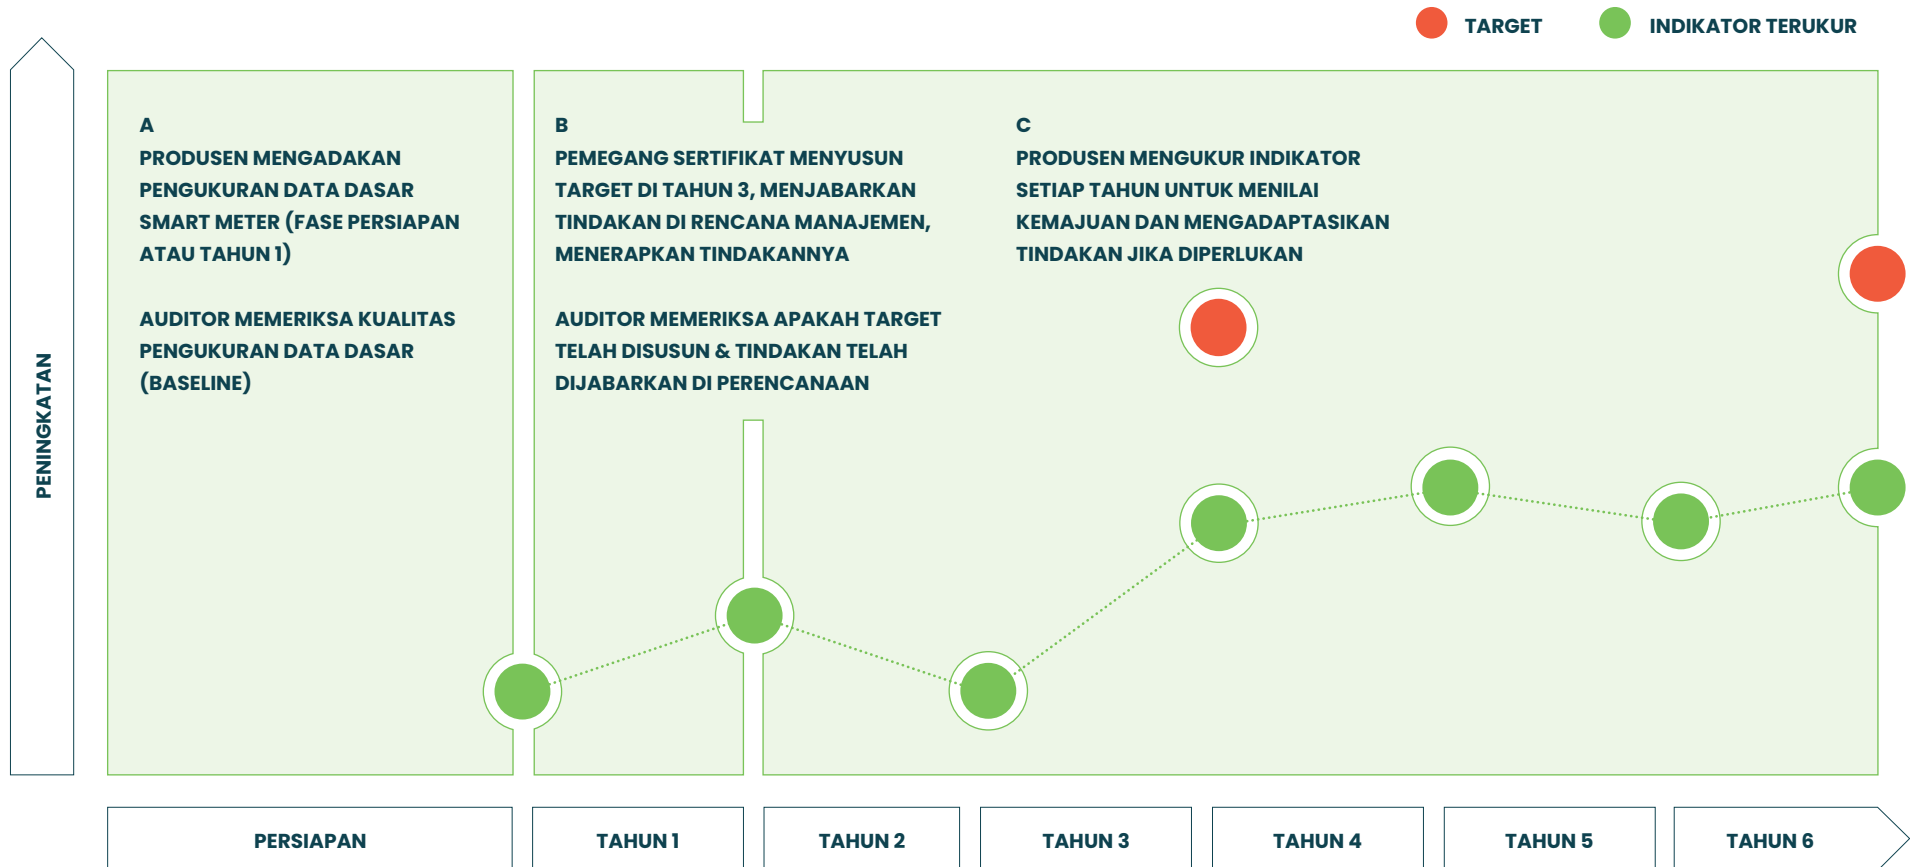 TARGET
INDIKATOR TERUKUR
PENINGKATAN
A
PRODUSEN MENGADAKAN
PENGUKURAN DATA DASAR
SMART METER (FASE PERSIAPAN
ATAU TAHUN 1)
AUDITOR MEMERIKSA KUALITAS
PENGUKURAN DATA DASAR
(BASELINE)
B
PEMEGANG SERTIFIKAT MENYUSUN
TARGET DI TAHUN 3, MENJABARKAN
TINDAKAN DI RENCANA MANAJEMEN,
MENERAPKAN TINDAKANNYA
AUDITOR MEMERIKSA APAKAH TARGET
TELAH DISUSUN & TINDAKAN TELAH
DIJABARKAN DI PERENCANAAN
C
PRODUSEN MENGUKUR INDIKATOR
SETIAP TAHUN UNTUK MENILAI
KEMAJUAN DAN MENGADAPTASIKAN
TINDAKAN JIKA DIPERLUKAN
PERSIAPAN
TAHUN 1
TAHUN 2
TAHUN 3
TAHUN 4
TAHUN 5
TAHUN 6